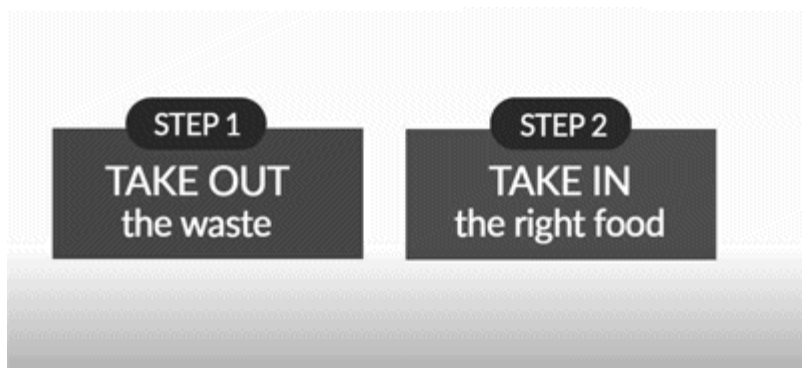 STEP 1
TAKE OUT
the waste
STEP 2
TAKE IN
the right food